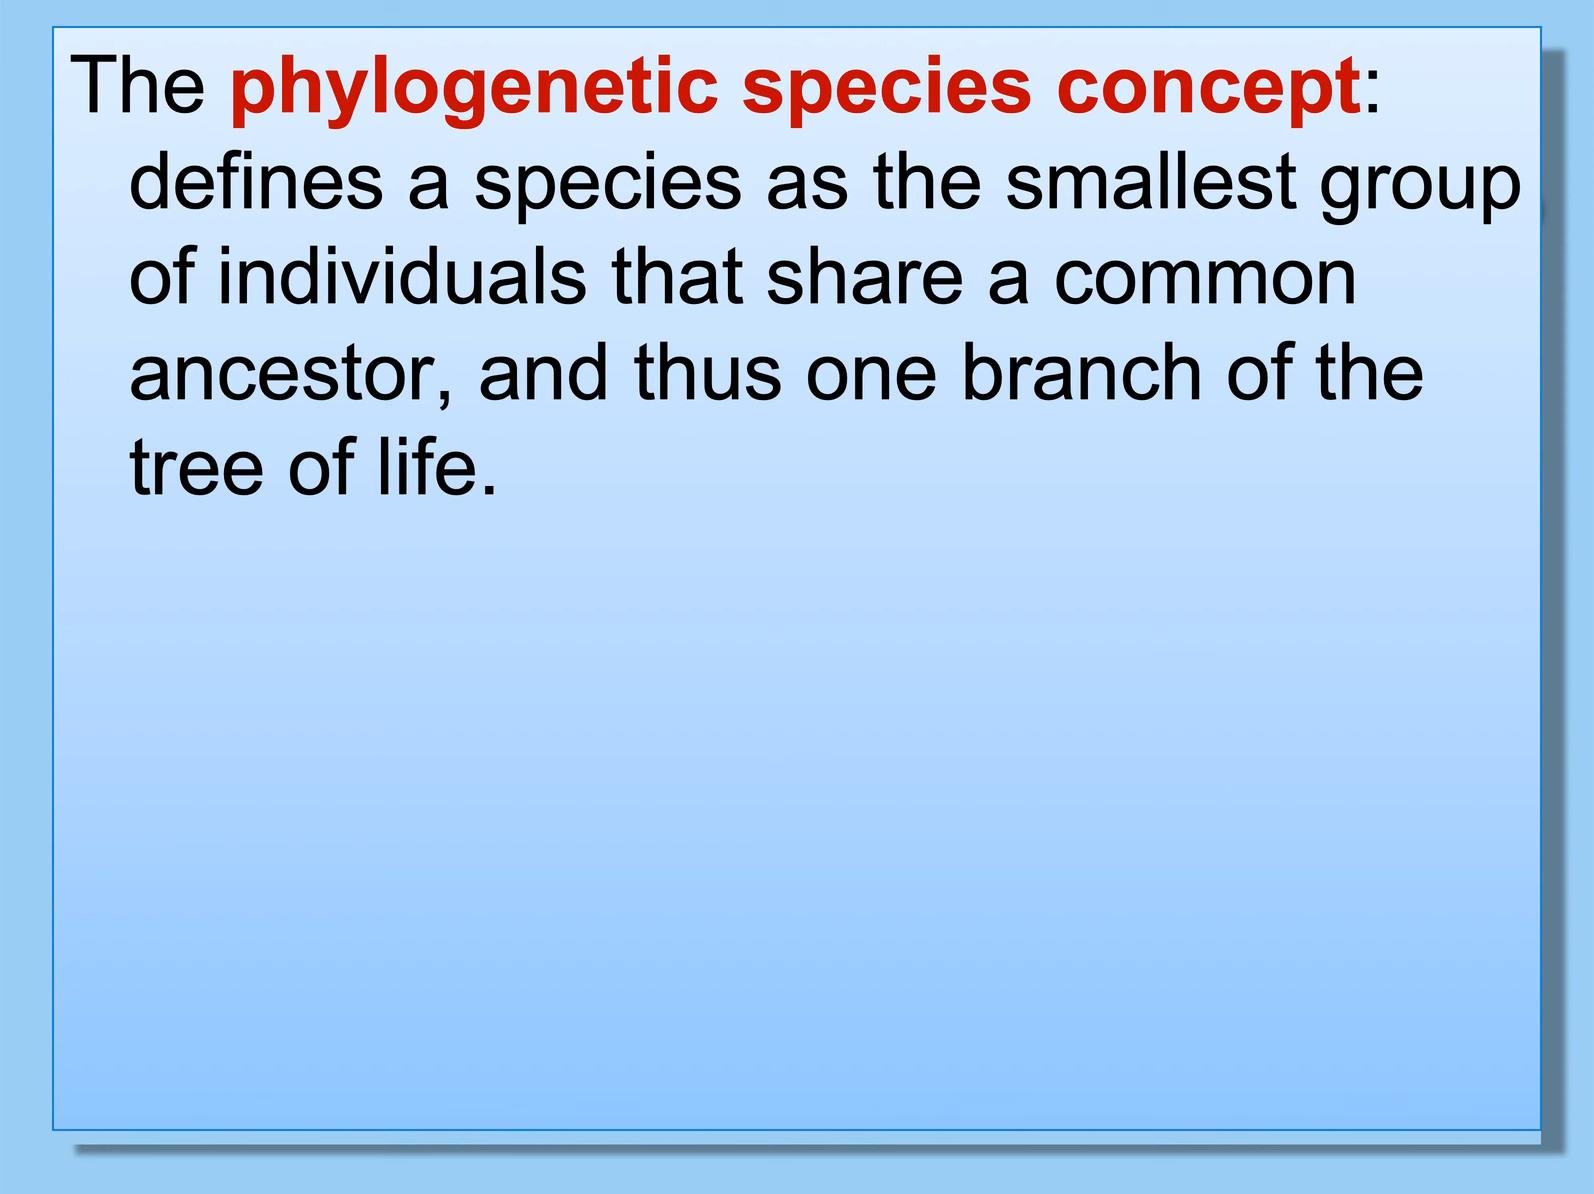 The phylogenetic species concept:
defines a species as the smallest group
of individuals that share a common
ancestor, and thus one branch of the
tree of life.